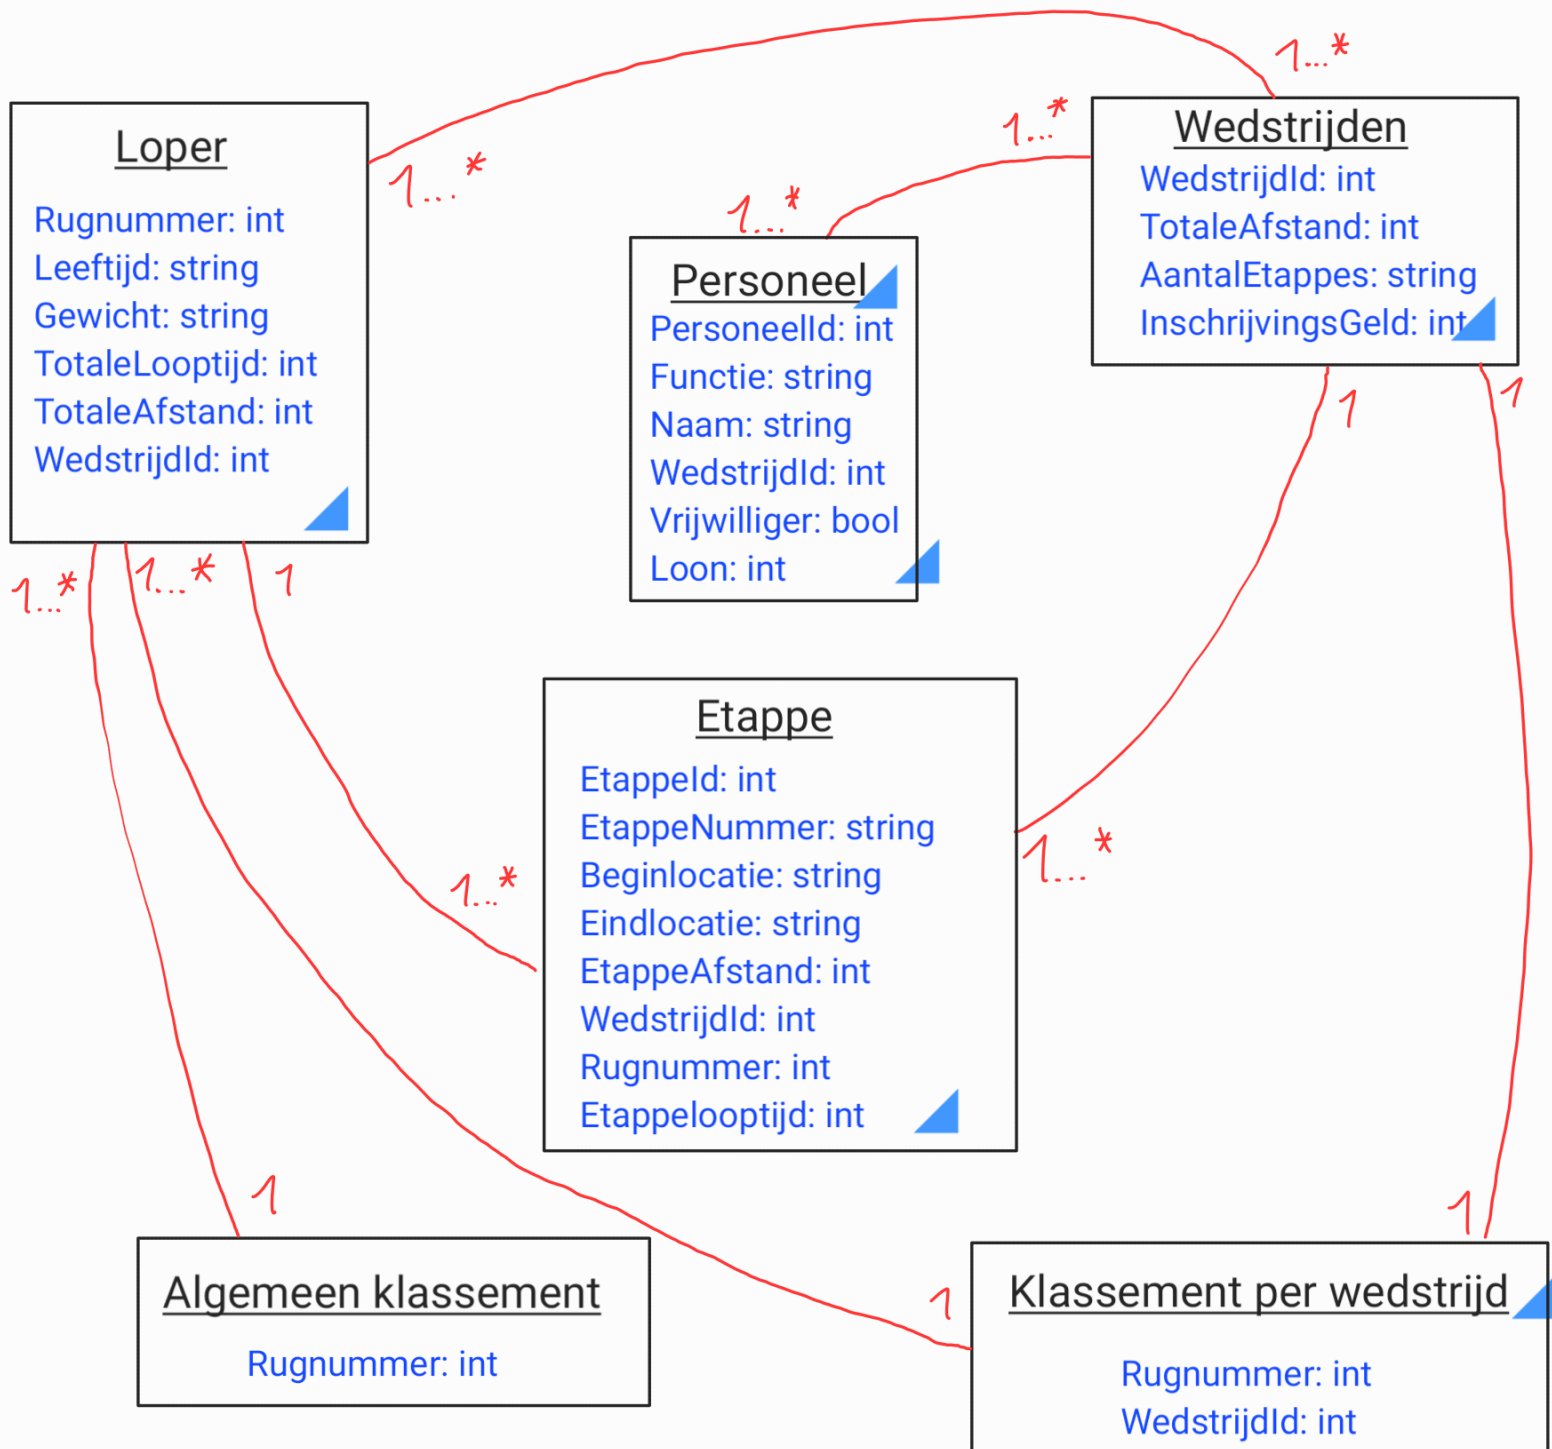 1...*
1...*
1...*
1...*
Loper
Rugnummer: int
Leeftijd: string
Gewicht: string
TotaleLooptijd: int
TotaleAfstand: int
WedstrijdId: int
Wedstrijden
WedstrijdId: int
TotaleAfstand: int
AantalEtappes: string
InschrijvingsGeld: int
Personeel
PersoneelId: int
Functie: string
Naam: string
WedstrijdId: int
Vrijwilliger: bool
Loon: int
1
1
1...*
1...*
1
Etappe
EtappeId: int
EtappeNummer: string
Beginlocatie: string
Eindlocatie: string
EtappeAfstand: int
WedstrijdId: int
Rugnummer: int
Etappelooptijd: int
1...*
1...*
1
1
1
Algemeen klassement
Rugnummer: int
Klassement per wedstrijd
Rugnummer: int
WedstrijdId: int